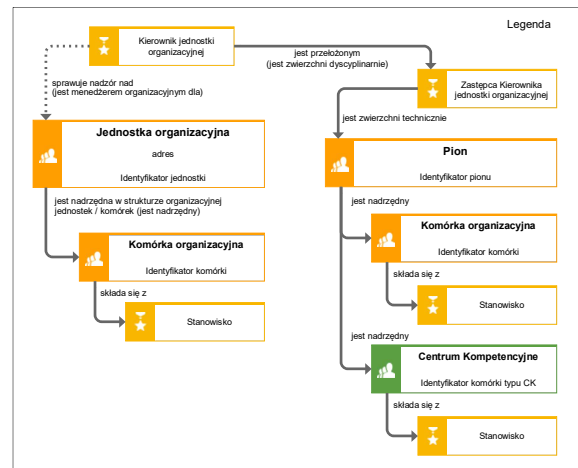 Legenda
Kierownik jednostki
organizacyjnej
jest przełożonym
(jest zwierzchni dyscyplinarnie)
sprawuje nadzór nad
(jest menedżerem organizacyjnym dla)
Zastępca Kierownika
jednostki organizacyjnej
jest zwierzchni technicznie
Jednostka organizacyjna
adres
Identyfikator jednostki
Pion
Identyfikator pionu
jest nadrzędna w strukturze organizacyjnej
jednostek / komórek (jest nadrzędny)
jest nadrzędny
Komórka organizacyjna
Identyfikator komórki
Komórka organizacyjna
Identyfikator komórki
składa się z
Stanowisko
składa się z
Stanowisko
jest nadrzędny
Centrum Kompetencyjne
Identyfikator komórki typu CK
składa się z
Stanowisko